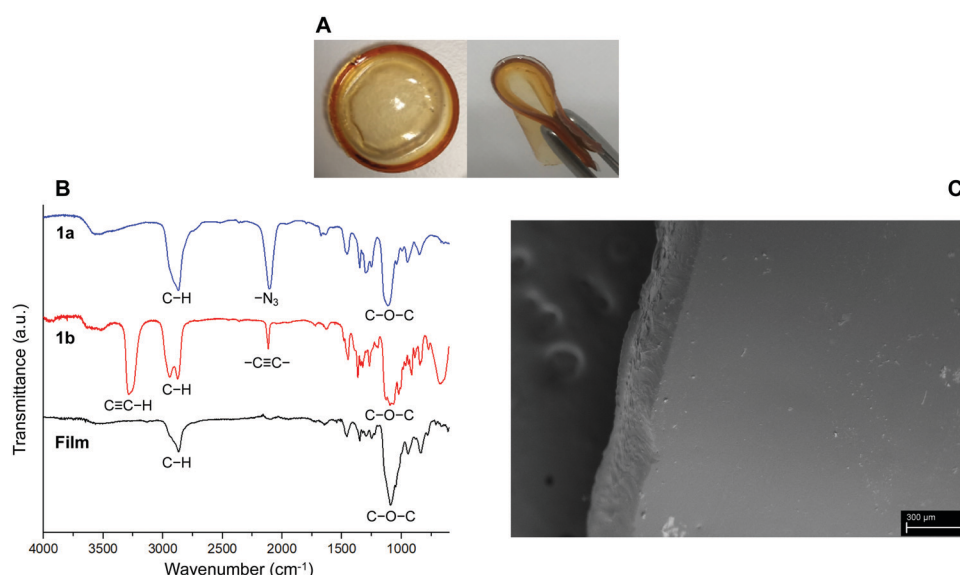 A
B
C
1a
C−H
−N₃
C−O−C
1b
C≡C−H
C−H
−C≡C−
C−O−C
Film
C−H
C−O−C
Transmittance (a.u.)
4000 3500 3000 2500 2000 1500 1000
Wavenumber (cm⁻¹)
300 µm